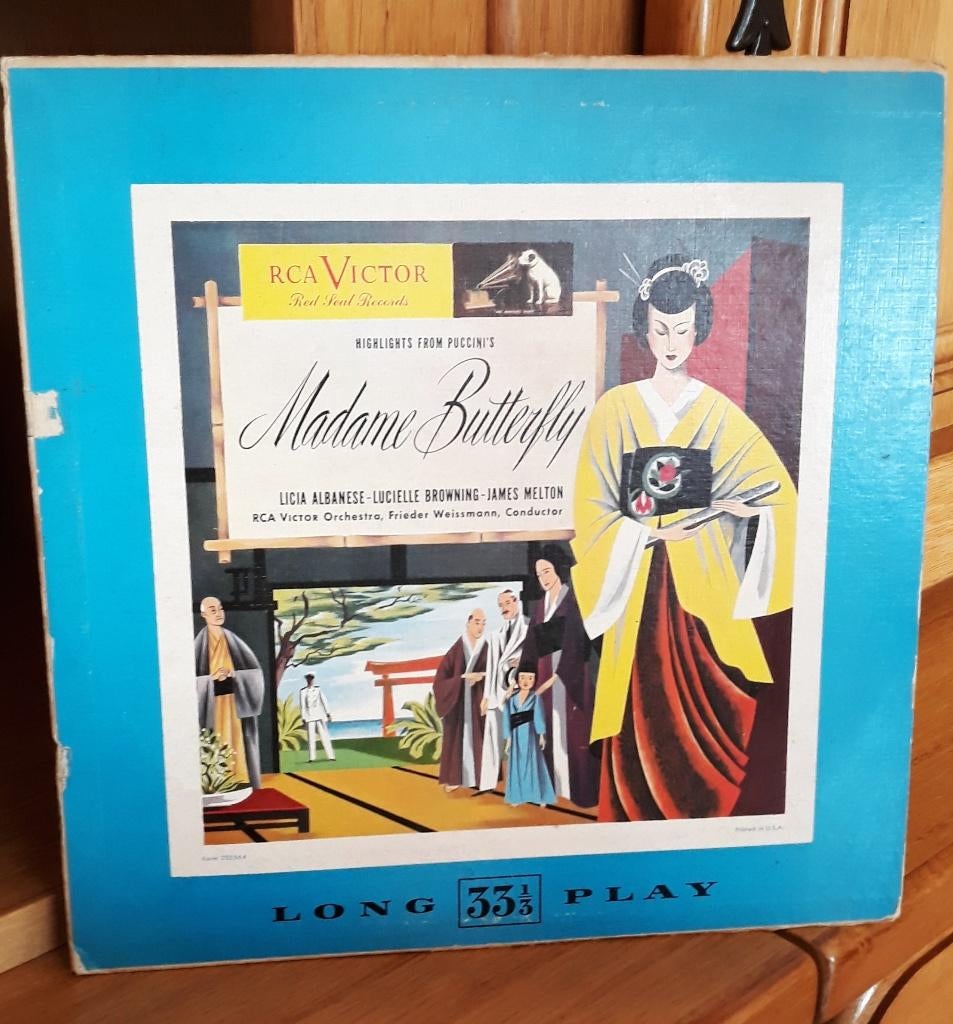 RCA VICTOR
Red Seal Records
HIGHLIGHTS FROM PUCCINI'S
Madame Butterfly
LICIA ALBANESE-LUCIELLE BROWNING-JAMES MELTON
RCA VICTOR Orchestra, Frieder Weissmann, Conductor
Printed in U.S.A.
Form
LONG 33⅓ PLAY